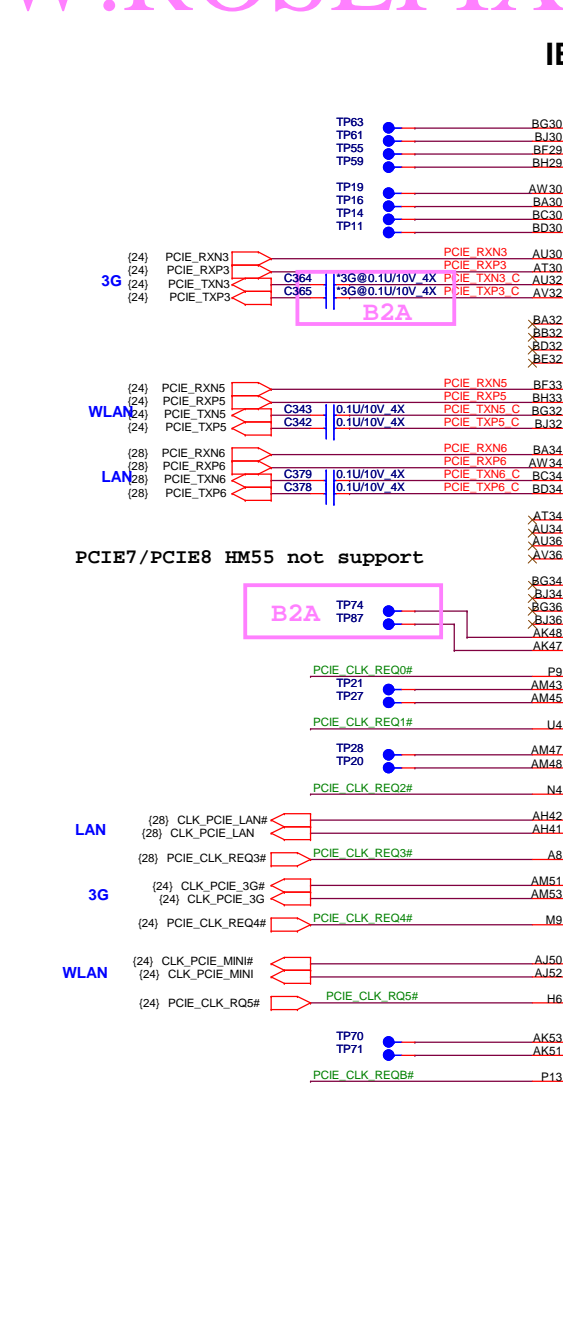 IE
TP63 BG30
TP61 BJ30
TP55 BF29
TP59 BH29
TP19 AW30
TP16 BA30
TP14 BC30
TP11 BD30
{24} PCIE_RXN3 PCIE_RXN3 AU30
{24} PCIE_RXP3 PCIE_RXP3 AT30
3G {24} PCIE_TXN3 C364 *3G@0.1U/10V_4X PCIE_TXN3_C AU32
{24} PCIE_TXP3 C365 *3G@0.1U/10V_4X PCIE_TXP3_C AV32
B2A
BA32
BB32
BD32
BE32
{24} PCIE_RXN5 PCIE_RXN5 BF33
{24} PCIE_RXP5 PCIE_RXP5 BH33
WLAN {24} PCIE_TXN5 C343 0.1U/10V_4X PCIE_TXN5_C BG32
{24} PCIE_TXP5 C342 0.1U/10V_4X PCIE_TXP5_C BJ32
{28} PCIE_RXN6 PCIE_RXN6 BA34
{28} PCIE_RXP6 PCIE_RXP6 AW34
LAN {28} PCIE_TXN6 C379 0.1U/10V_4X PCIE_TXN6_C BC34
{28} PCIE_TXP6 C378 0.1U/10V_4X PCIE_TXP6_C BD34
AT34
AU34
AU36
AV36
PCIE7/PCIE8 HM55 not support
BG34
BJ34
BG36
BJ36
B2A TP74 AK48
TP87 AK47
PCIE_CLK_REQ0# P9
TP21 AM43
TP27 AM45
PCIE_CLK_REQ1# U4
TP28 AM47
TP20 AM48
PCIE_CLK_REQ2# N4
{28} CLK_PCIE_LAN# AH42
LAN {28} CLK_PCIE_LAN AH41
{28} PCIE_CLK_REQ3# PCIE_CLK_REQ3# A8
{24} CLK_PCIE_3G# AM51
3G {24} CLK_PCIE_3G AM53
{24} PCIE_CLK_REQ4# PCIE_CLK_REQ4# M9
{24} CLK_PCIE_MINI# AJ50
WLAN {24} CLK_PCIE_MINI AJ52
{24} PCIE_CLK_RQ5# PCIE_CLK_RQ5# H6
TP70 AK53
TP71 AK51
PCIE_CLK_REQB# P13